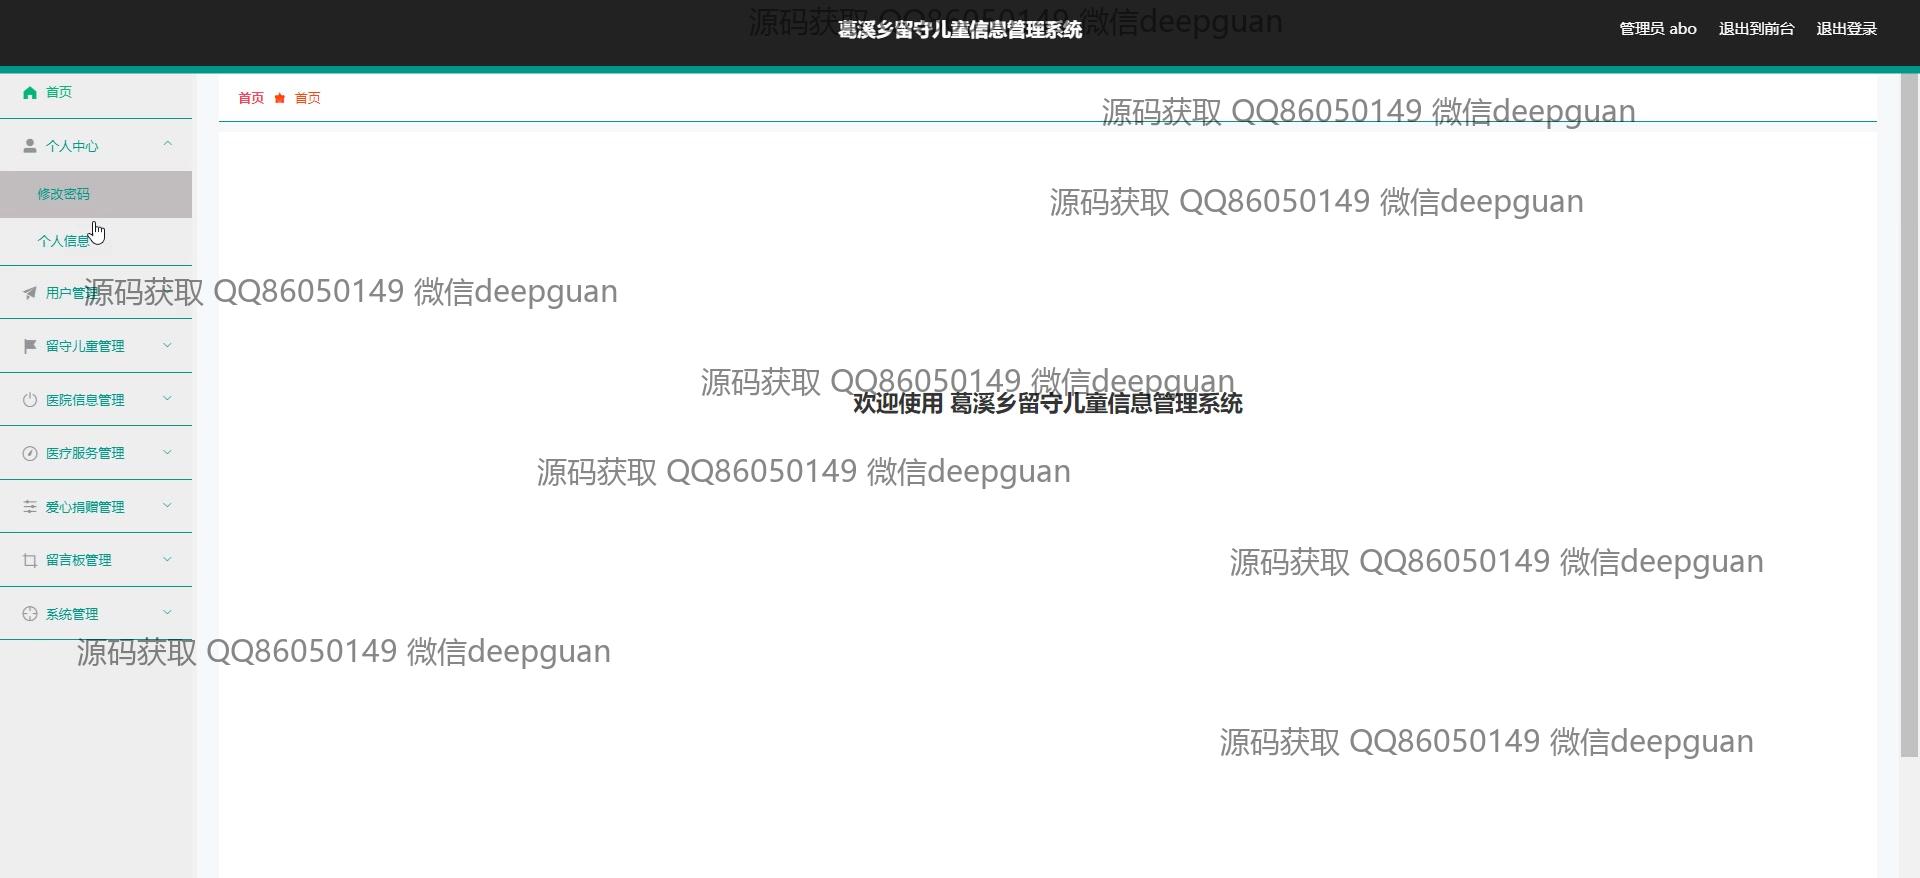 源码获取 QQ86050149 微信deepguan
葛溪乡留守儿童信息管理系统
管理员 abo 退出到前台 退出登录
首页
首页 首页
源码获取 QQ86050149 微信deepguan
个人中心
修改密码
源码获取 QQ86050149 微信deepguan
个人信息
用户管理
源码获取 QQ86050149 微信deepguan
留守儿童管理
源码获取 QQ86050149 微信deepguan
欢迎使用 葛溪乡留守儿童信息管理系统
医院信息管理
医疗服务管理
源码获取 QQ86050149 微信deepguan
爱心捐赠管理
留言板管理
源码获取 QQ86050149 微信deepguan
系统管理
源码获取 QQ86050149 微信deepguan
源码获取 QQ86050149 微信deepguan